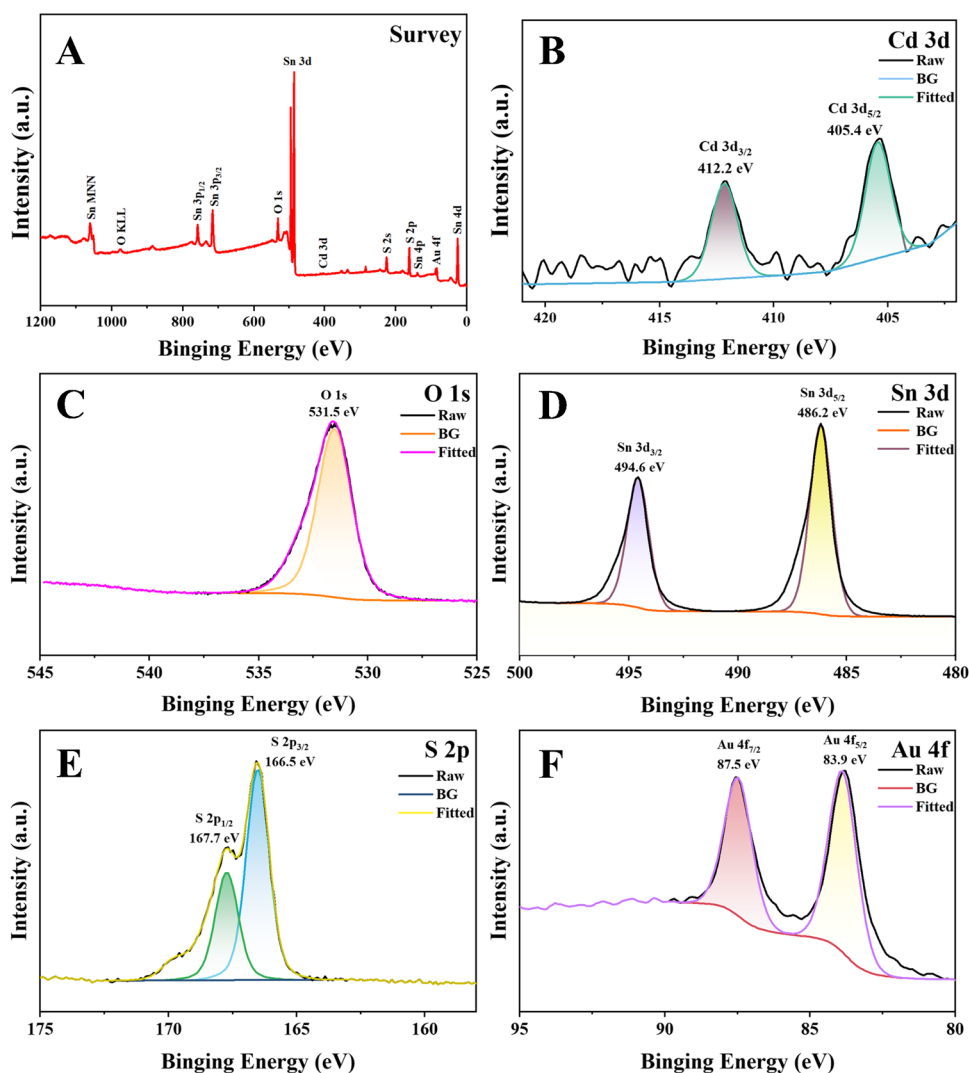 A
Survey
Sn 3d
Sn MNN
O KLL
Sn 3p1/2
Sn 3p3/2
O 1s
Cd 3d
S 2s
S 2p
Sn 4p
Au 4f
Sn 4d
Intensity (a.u.)
1200 1000 800 600 400 200 0
Binging Energy (eV)
B
Cd 3d
Raw
BG
Fitted
Cd 3d5/2
405.4 eV
Cd 3d3/2
412.2 eV
Intensity (a.u.)
420 415 410 405
Binging Energy (eV)
C
O 1s
Raw
BG
Fitted
O 1s
531.5 eV
Intensity (a.u.)
545 540 535 530 525
Binging Energy (eV)
D
Sn 3d
Raw
BG
Fitted
Sn 3d5/2
486.2 eV
Sn 3d3/2
494.6 eV
Intensity (a.u.)
500 495 490 485 480
Binging Energy (eV)
E
S 2p
Raw
BG
Fitted
S 2p3/2
166.5 eV
S 2p1/2
167.7 eV
Intensity (a.u.)
175 170 165 160
Binging Energy (eV)
F
Au 4f
Raw
BG
Fitted
Au 4f7/2
87.5 eV
Au 4f5/2
83.9 eV
Intensity (a.u.)
95 90 85 80
Binging Energy (eV)